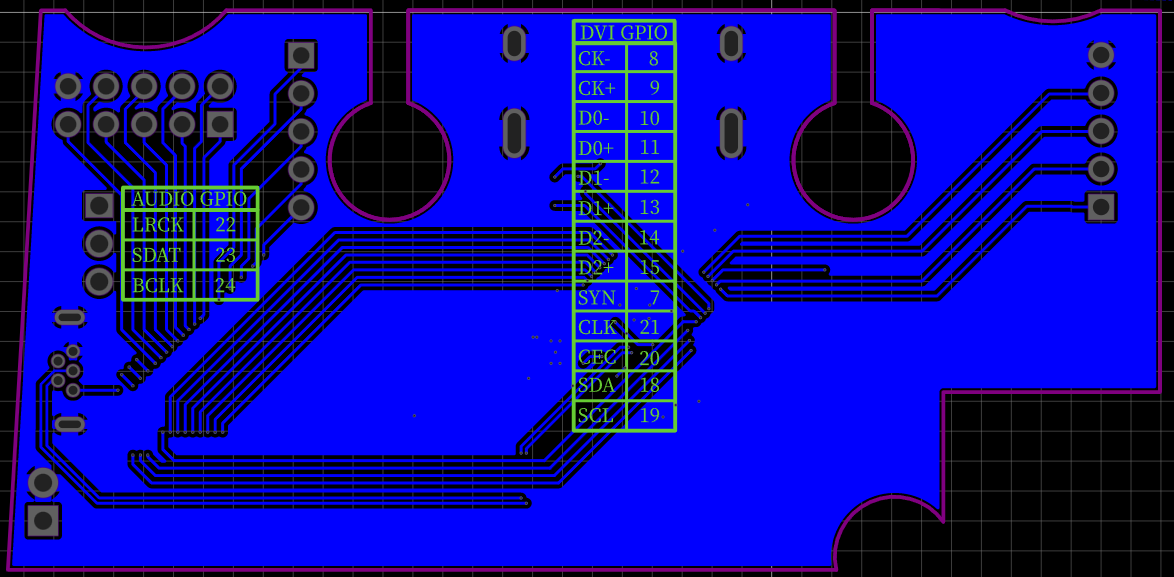 DVI GPIO
CK- 8
CK+ 9
D0- 10
D0+ 11
D1- 12
D1+ 13
D2- 14
D2+ 15
SYN 7
CLK 21
CEC 20
SDA 18
SCL 19
AUDIO GPIO
LRCK 22
SDAT 23
BCLK 24